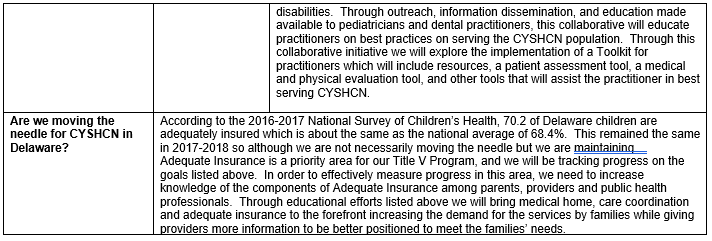 disabilities. Through outreach, information dissemination, and education made
available to pediatricians and dental practitioners, this collaborative will educate
practitioners on best practices on serving the CYSHCN population. Through this
collaborative initiative we will explore the implementation of a Toolkit for
practitioners which will include resources, a patient assessment tool, a medical
and physical evaluation tool, and other tools that will assist the practitioner in best
serving CYSHCN.
Are we moving the
needle for CYSHCN in
Delaware?
According to the 2016-2017 National Survey of Children's Health, 70.2 of Delaware children are
adequately insured which is about the same as the national average of 68.4%. This remained the same
in 2017-2018 so although we are not necessarily moving the needle but we are maintaining
Adequate Insurance is a priority area for our Title V Program, and we will be tracking progress on the
goals listed above. In order to effectively measure progress in this area, we need to increase
knowledge of the components of Adequate Insurance among parents, providers and public health
professionals. Through educational efforts listed above we will bring medical home, care coordination
and adequate insurance to the forefront increasing the demand for the services by families while giving
providers more information to be better positioned to meet the families' needs.